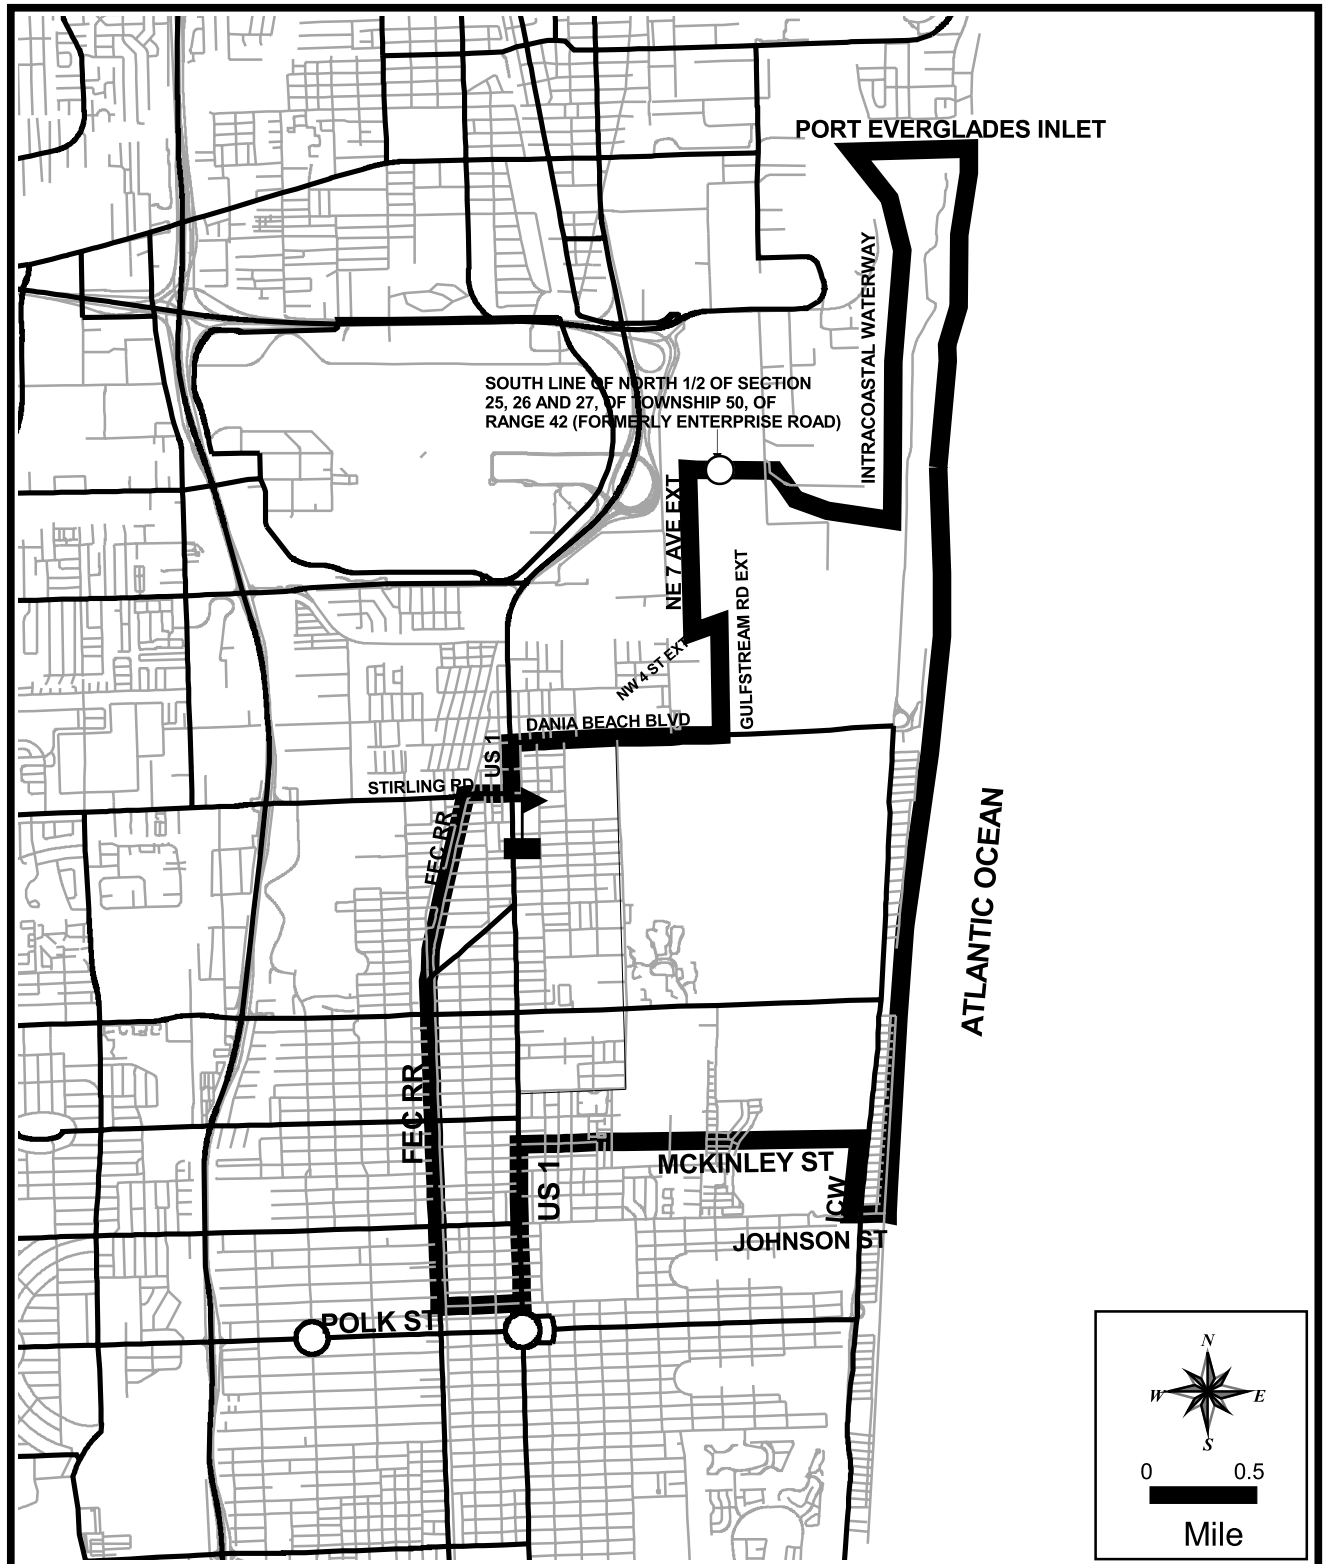 PORT EVERGLADES INLET
INTRACOASTAL WATERWAY
SOUTH LINE OF NORTH 1/2 OF SECTION
25, 26 AND 27, OF TOWNSHIP 50, OF
RANGE 42 (FORMERLY ENTERPRISE ROAD)
NE 7 AVE EXT
GULFSTREAM RD EXT
NW 4 ST EXT
DANIA BEACH BLVD
US 1
STIRLING RD
FEC RR
ATLANTIC OCEAN
FEC RR
MCKINLEY ST
US 1
ICW
JOHNSON ST
POLK ST
N
W E
S
0 0.5
Mile